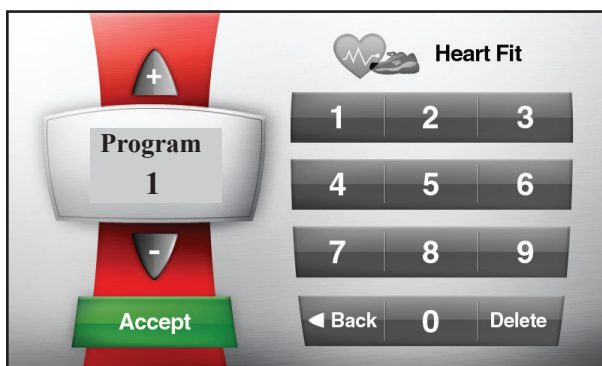 +
Program
1
-
Accept
Heart Fit
1 2 3
4 5 6
7 8 9
Back 0 Delete